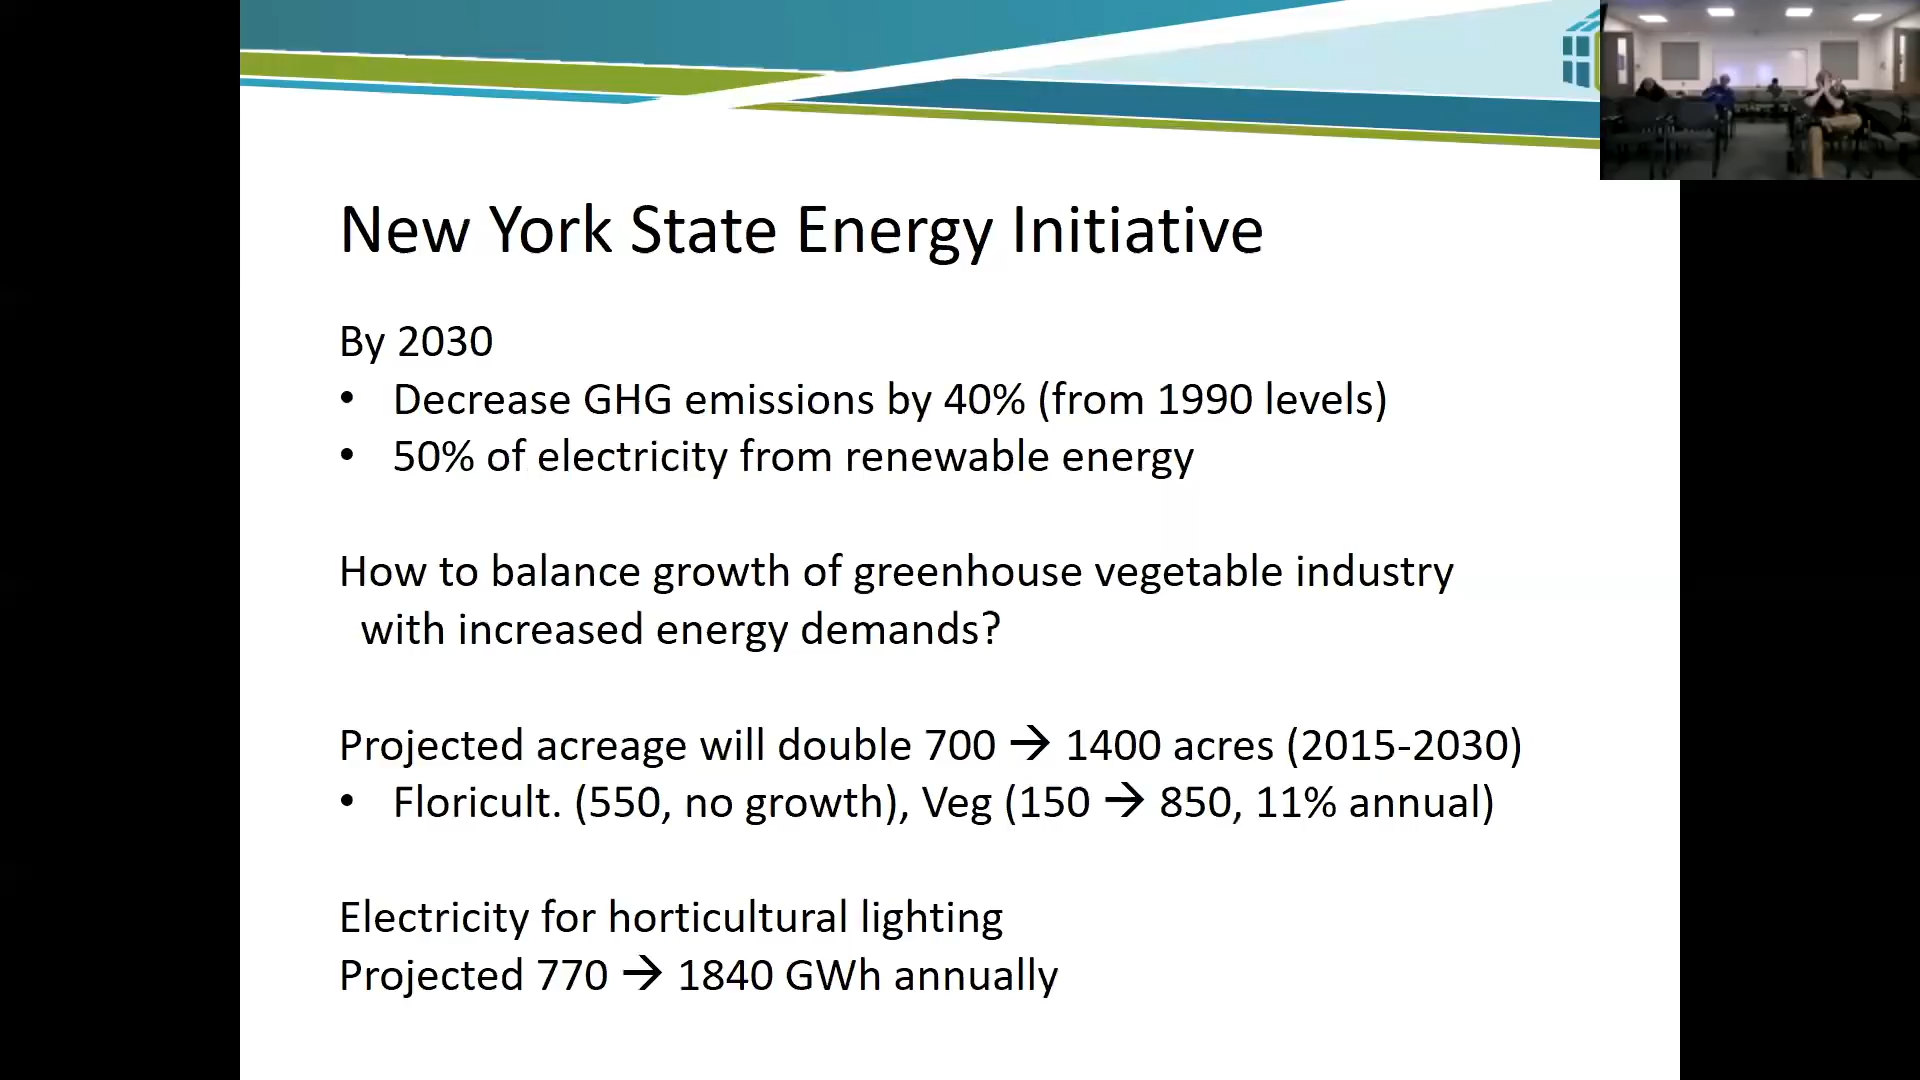 New York State Energy Initiative
By 2030
• Decrease GHG emissions by 40% (from 1990 levels)
• 50% of electricity from renewable energy
How to balance growth of greenhouse vegetable industry
with increased energy demands?
Projected acreage will double 700 → 1400 acres (2015-2030)
• Floricult. (550, no growth), Veg (150 → 850, 11% annual)
Electricity for horticultural lighting
Projected 770 → 1840 GWh annually